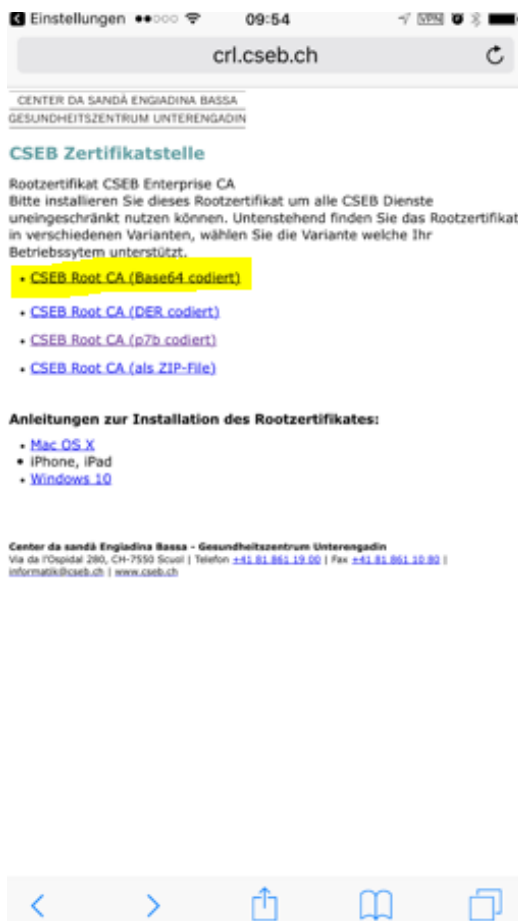 Einstellungen 09:54 VPN
crl.cseb.ch
CENTER DA SANDÀ ENGIADINA BASSA
GESUNDHEITSZENTRUM UNTERENGADIN
CSEB Zertifikatstelle
Rootzertifikat CSEB Enterprise CA
Bitte installieren Sie dieses Rootzertifikat um alle CSEB Dienste
uneingeschränkt nutzen können. Untenstehend finden Sie das Rootzertifikat
in verschiedenen Varianten, wählen Sie die Variante welche Ihr
Betriebssytem unterstützt.
• CSEB Root CA (Base64 codiert)
• CSEB Root CA (DER codiert)
• CSEB Root CA (p7b codiert)
• CSEB Root CA (als ZIP-File)
Anleitungen zur Installation des Rootzertifikates:
• Mac OS X
• iPhone, iPad
• Windows 10
Center da sandà Engiadina Bassa - Gesundheitszentrum Unterengadin
Via da l'Ospidal 280, CH-7550 Scuol | Telefon +41 81 861 19 00 | Fax +41 81 861 10 80 |
informatik@cseb.ch | www.cseb.ch